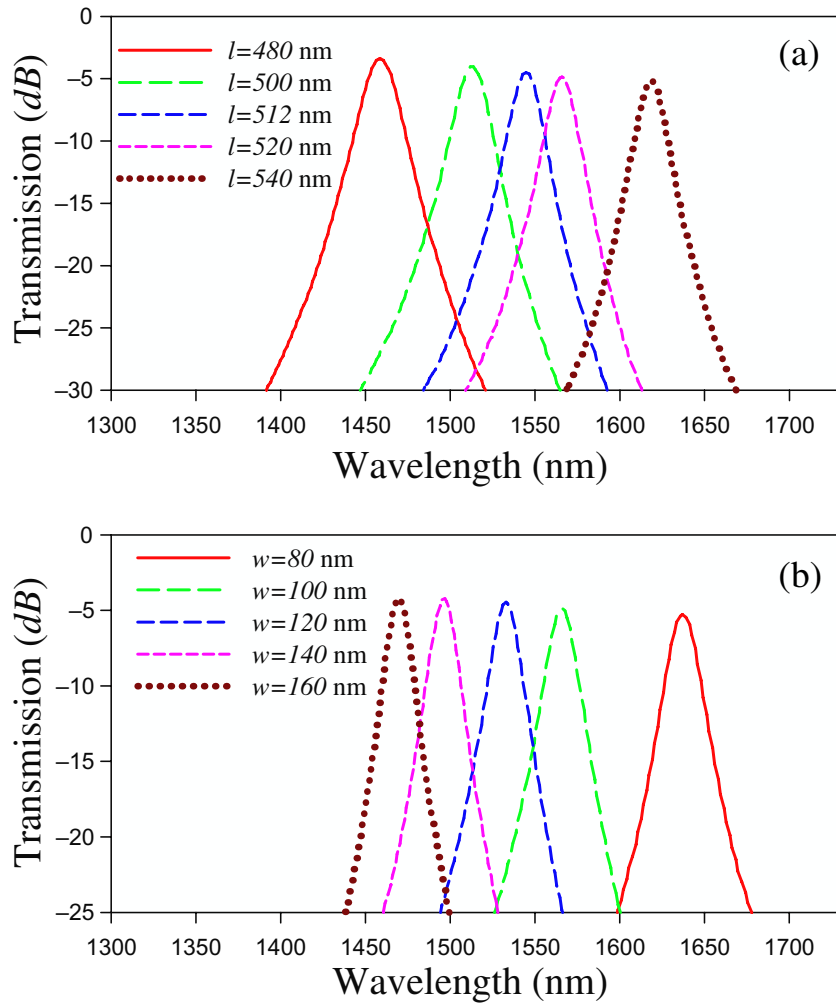 0
–5
–10
–15
–20
–25
–30
Transmission (dB)
l=480 nm
l=500 nm
l=512 nm
l=520 nm
l=540 nm
(a)
1300 1350 1400 1450 1500 1550 1600 1650 1700
Wavelength (nm)
0
–5
–10
–15
–20
–25
Transmission (dB)
w=80 nm
w=100 nm
w=120 nm
w=140 nm
w=160 nm
(b)
1300 1350 1400 1450 1500 1550 1600 1650 1700
Wavelength (nm)